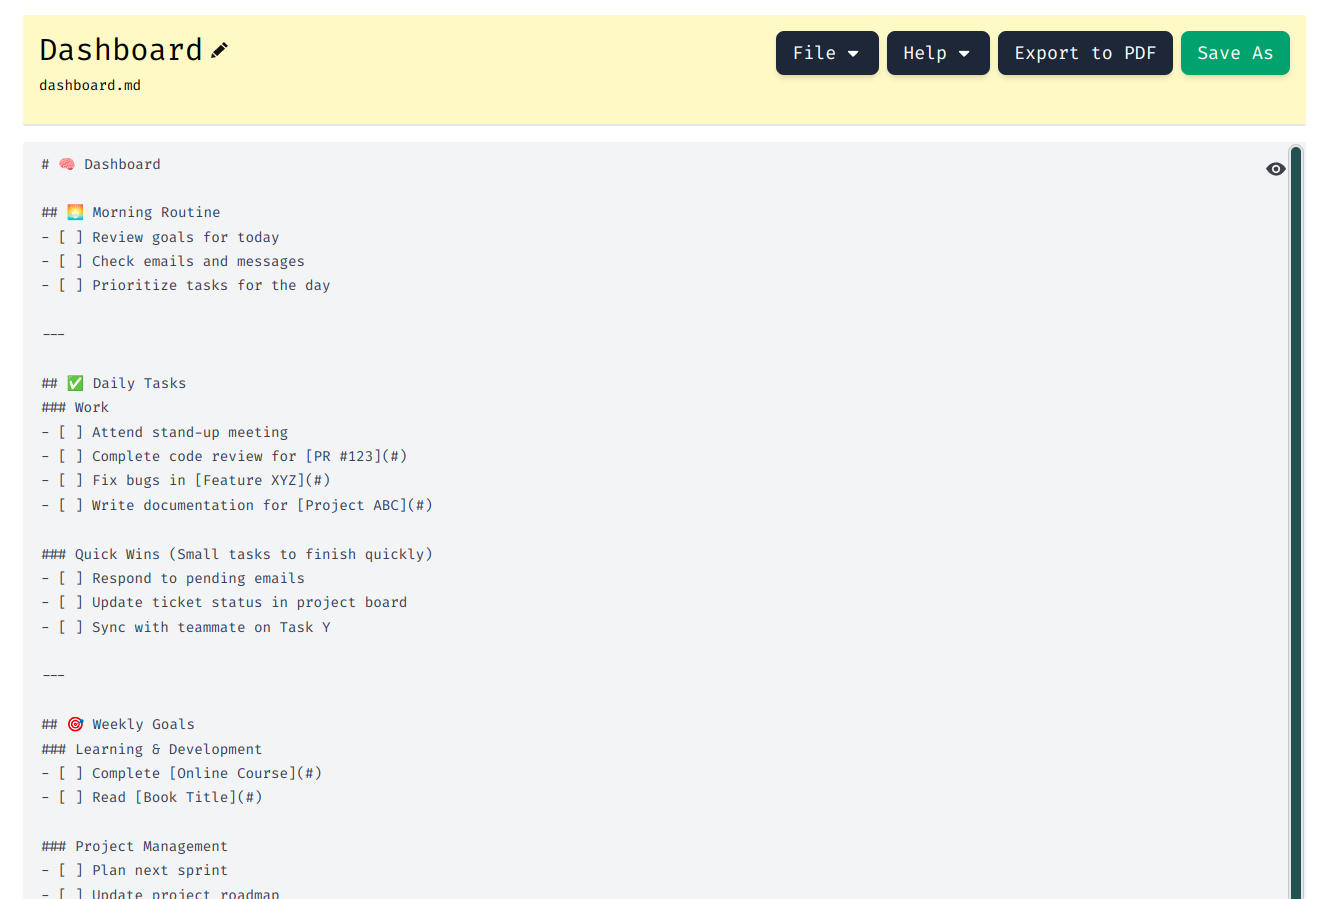 Dashboard
dashboard.md
File
Help
Export to PDF
Save As
# 🧠 Dashboard
## 🌅 Morning Routine
- [ ] Review goals for today
- [ ] Check emails and messages
- [ ] Prioritize tasks for the day
---
## ✅ Daily Tasks
### Work
- [ ] Attend stand-up meeting
- [ ] Complete code review for [PR #123](#)
- [ ] Fix bugs in [Feature XYZ](#)
- [ ] Write documentation for [Project ABC](#)
### Quick Wins (Small tasks to finish quickly)
- [ ] Respond to pending emails
- [ ] Update ticket status in project board
- [ ] Sync with teammate on Task Y
---
## 🎯 Weekly Goals
### Learning & Development
- [ ] Complete [Online Course](#)
- [ ] Read [Book Title](#)
### Project Management
- [ ] Plan next sprint
- [ ] Update project roadmap